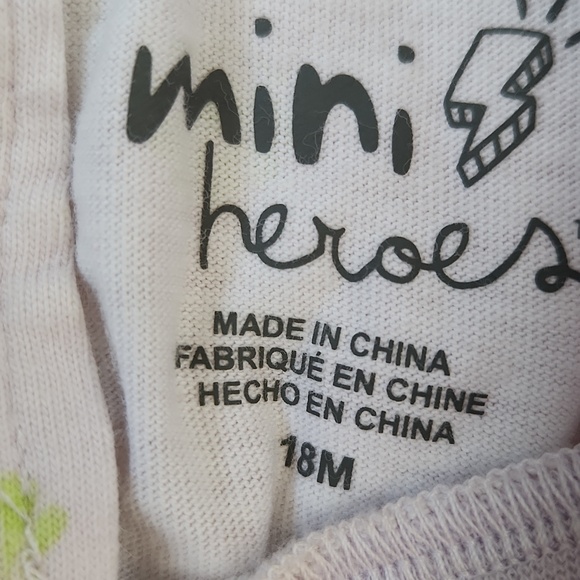 mini
heroes
MADE IN CHINA
FABRIQUÉ EN CHINE
HECHO EN CHINA
18M